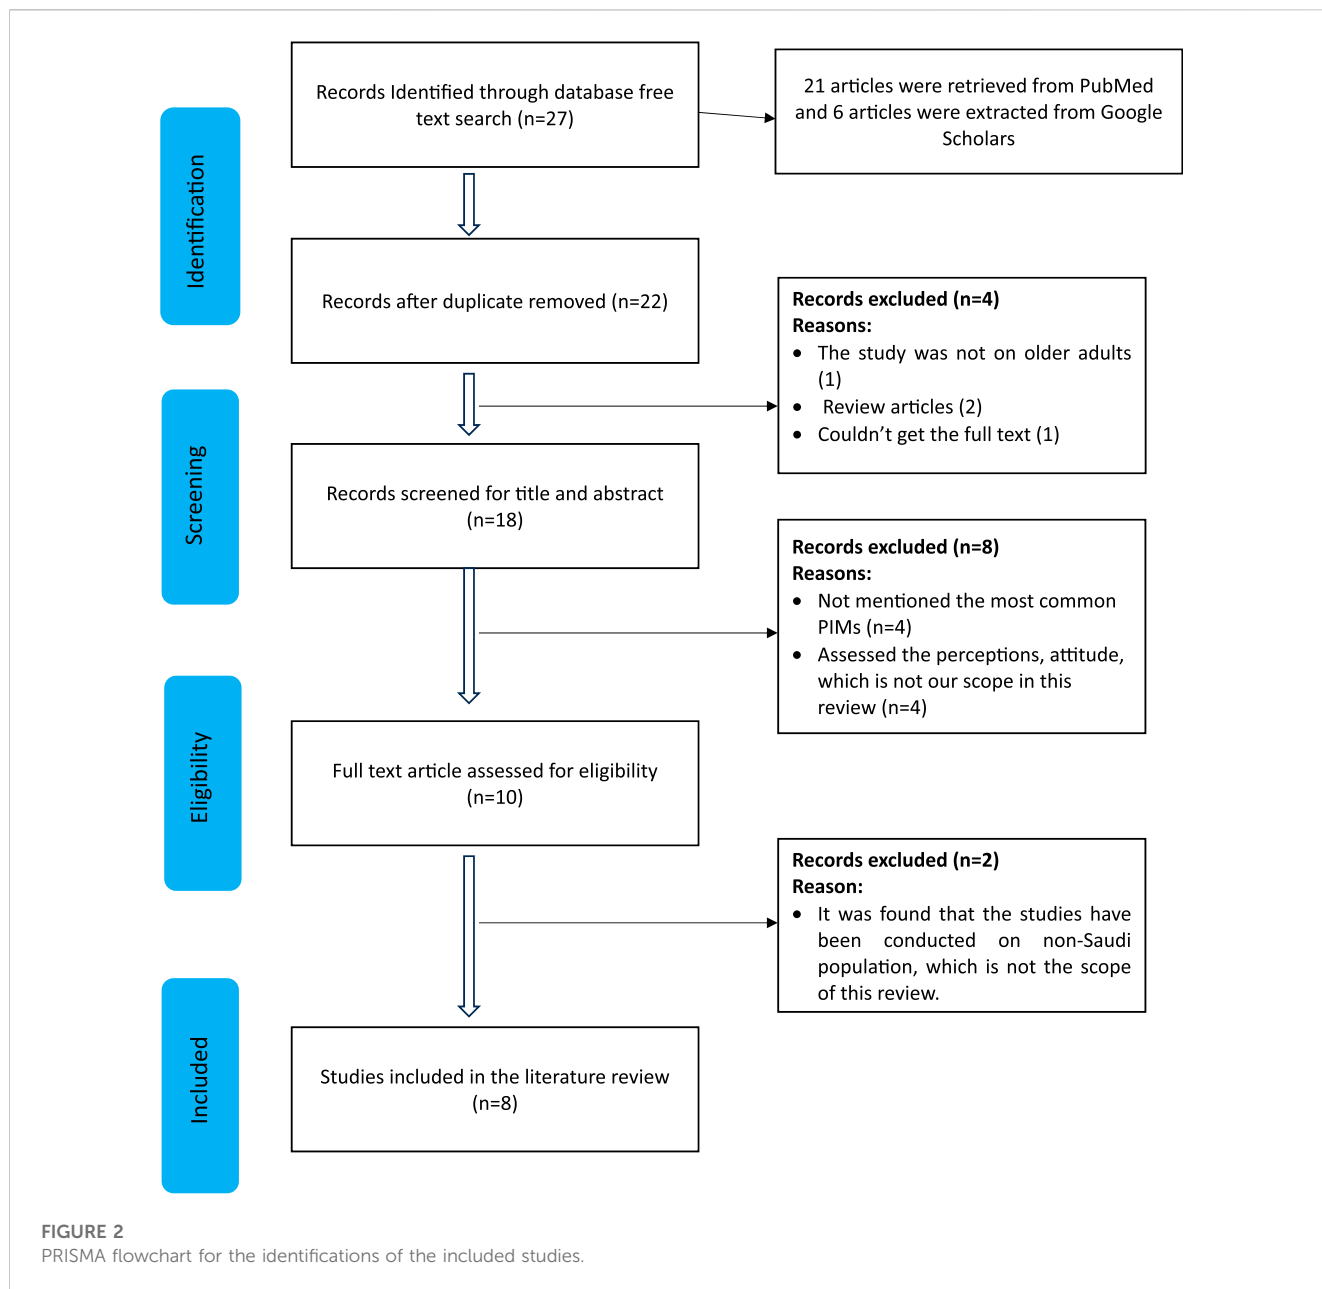 Identification
Records Identified through database free
text search (n=27)
21 articles were retrieved from PubMed
and 6 articles were extracted from Google
Scholars
Records after duplicate removed (n=22)
Records excluded (n=4)
Reasons:
• The study was not on older adults
(1)
• Review articles (2)
• Couldn't get the full text (1)
Screening
Records screened for title and abstract
(n=18)
Records excluded (n=8)
Reasons:
• Not mentioned the most common
PIMs (n=4)
• Assessed the perceptions, attitude,
which is not our scope in this
review (n=4)
Eligibility
Full text article assessed for eligibility
(n=10)
Records excluded (n=2)
Reason:
• It was found that the studies have
been conducted on non-Saudi
population, which is not the scope
of this review.
Included
Studies included in the literature review
(n=8)
FIGURE 2
PRISMA flowchart for the identifications of the included studies.